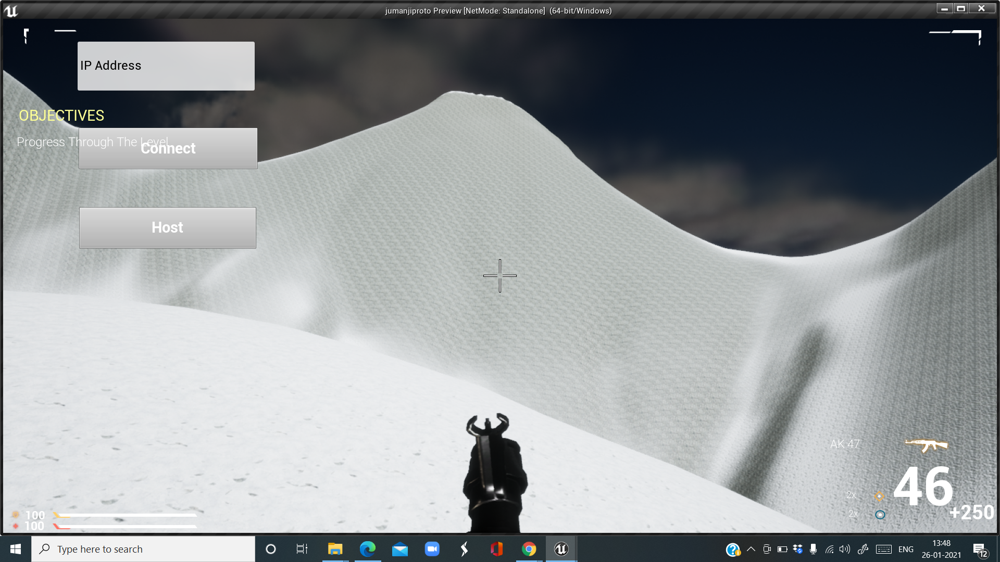 jumanjiproto Preview [NetMode: Standalone] (64-bit/Windows)
IP Address
OBJECTIVES
Progress Through The Level
Connect
Host
AK 47
46
2x
+250
2x
100
100
Type here to search
ENG
13:48
26-01-2021
12